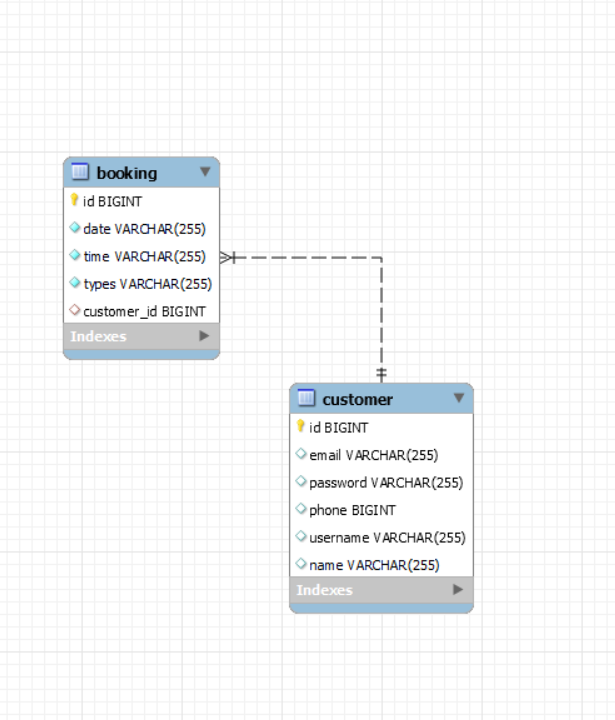 booking
id BIGINT
date VARCHAR(255)
time VARCHAR(255)
types VARCHAR(255)
customer_id BIGINT
Indexes
customer
id BIGINT
email VARCHAR(255)
password VARCHAR(255)
phone BIGINT
username VARCHAR(255)
name VARCHAR(255)
Indexes